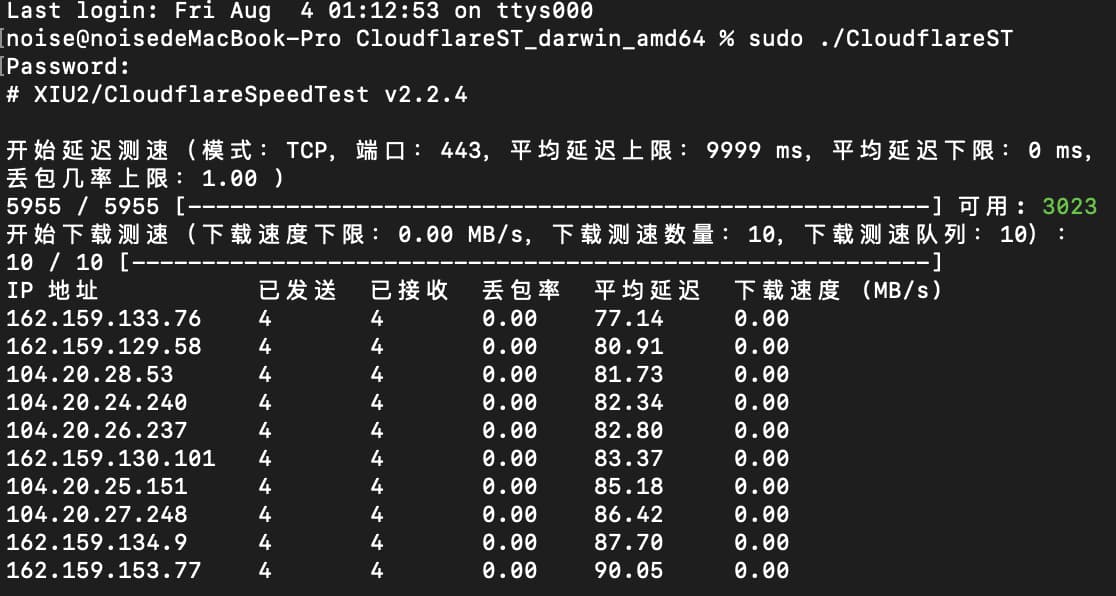 Last login: Fri Aug  4 01:12:53 on ttys000
[noise@noisedeMacBook-Pro CloudflareST_darwin_amd64 % sudo ./CloudflareST
[Password:
# XIU2/CloudflareSpeedTest v2.2.4
开始延迟测速（模式：TCP, 端口：443, 平均延迟上限：9999 ms, 平均延迟下限：0 ms,
丢包几率上限：1.00 )
5955 / 5955 [-----------------------------------------------------] 可用: 3023
开始下载测速（下载速度下限：0.00 MB/s, 下载测速数量：10, 下载测速队列：10）：
10 / 10 [---------------------------------------------------------]
IP 地址 已发送 已接收 丢包率 平均延迟 下载速度 (MB/s)
162.159.133.76 4 4 0.00 77.14 0.00
162.159.129.58 4 4 0.00 80.91 0.00
104.20.28.53 4 4 0.00 81.73 0.00
104.20.24.240 4 4 0.00 82.34 0.00
104.20.26.237 4 4 0.00 82.80 0.00
162.159.130.101 4 4 0.00 83.37 0.00
104.20.25.151 4 4 0.00 85.18 0.00
104.20.27.248 4 4 0.00 86.42 0.00
162.159.134.9 4 4 0.00 87.70 0.00
162.159.153.77 4 4 0.00 90.05 0.00